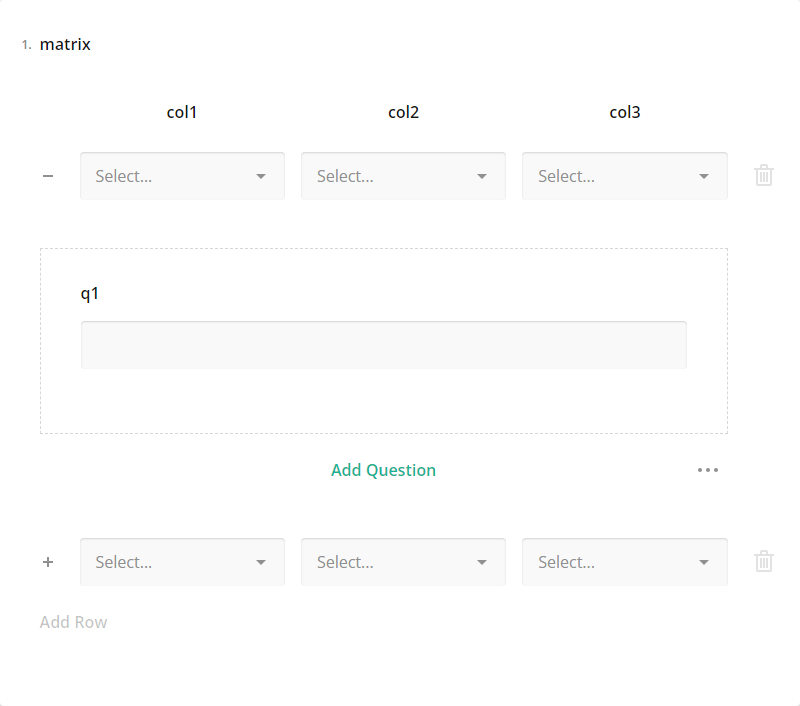 1. matrix
col1 col2 col3
Select... Select... Select...
q1
Add Question
Select... Select... Select...
Add Row